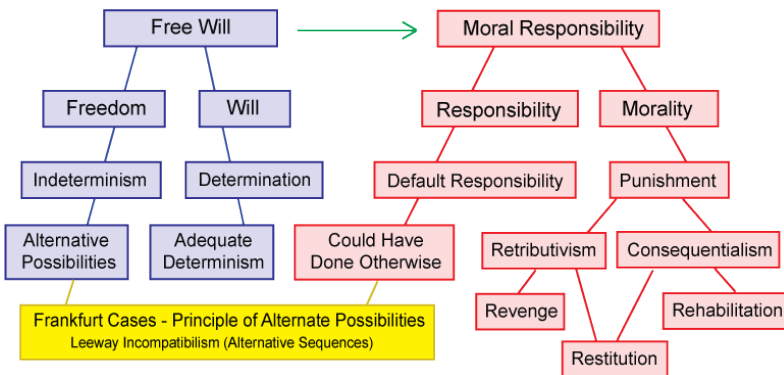 Free Will
Moral Responsibility
Freedom
Will
Responsibility
Morality
Indeterminism
Determination
Default Responsibility
Punishment
Alternative
Possibilities
Adequate
Determinism
Could Have
Done Otherwise
Retributivism
Consequentialism
Frankfurt Cases - Principle of Alternate Possibilities
Leeway Incompatibilism (Alternative Sequences)
Revenge
Rehabilitation
Restitution